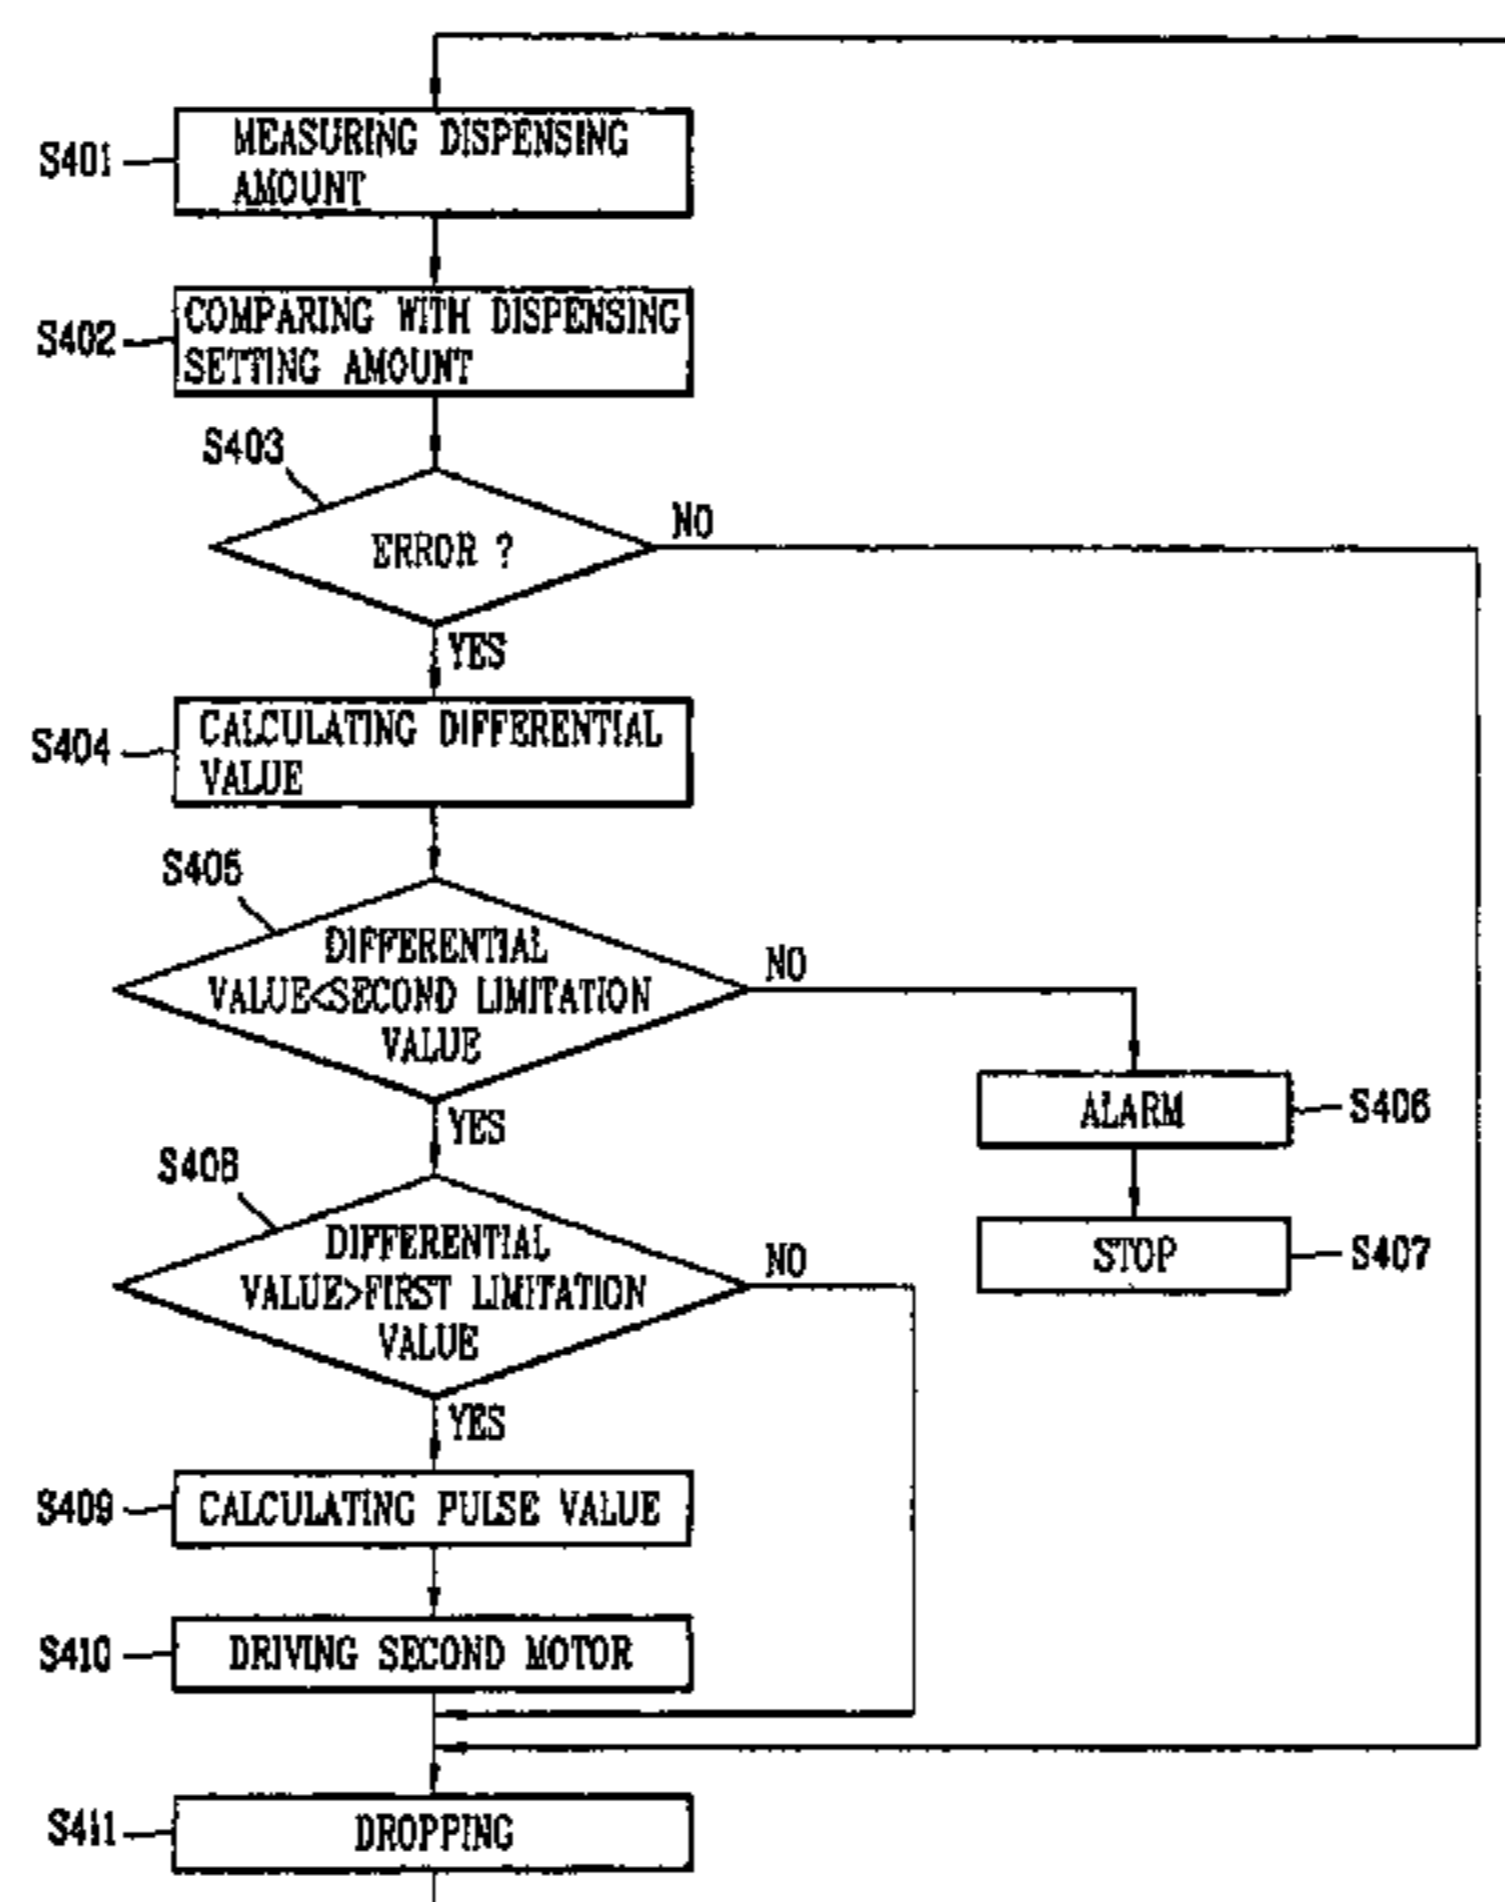 S401
MEASURING DISPENSING
AMOUNT
S402
COMPARING WITH DISPENSING
SETTING AMOUNT
S403
ERROR ?
NO
YES
S404
CALCULATING DIFFERENTIAL
VALUE
S405
DIFFERENTIAL
VALUE<SECOND LIMITATION
VALUE
NO
YES
ALARM
S406
STOP
S407
S408
DIFFERENTIAL
VALUE>FIRST LIMITATION
VALUE
NO
YES
S409
CALCULATING PULSE VALUE
S410
DRIVING SECOND MOTOR
S411
DROPPING